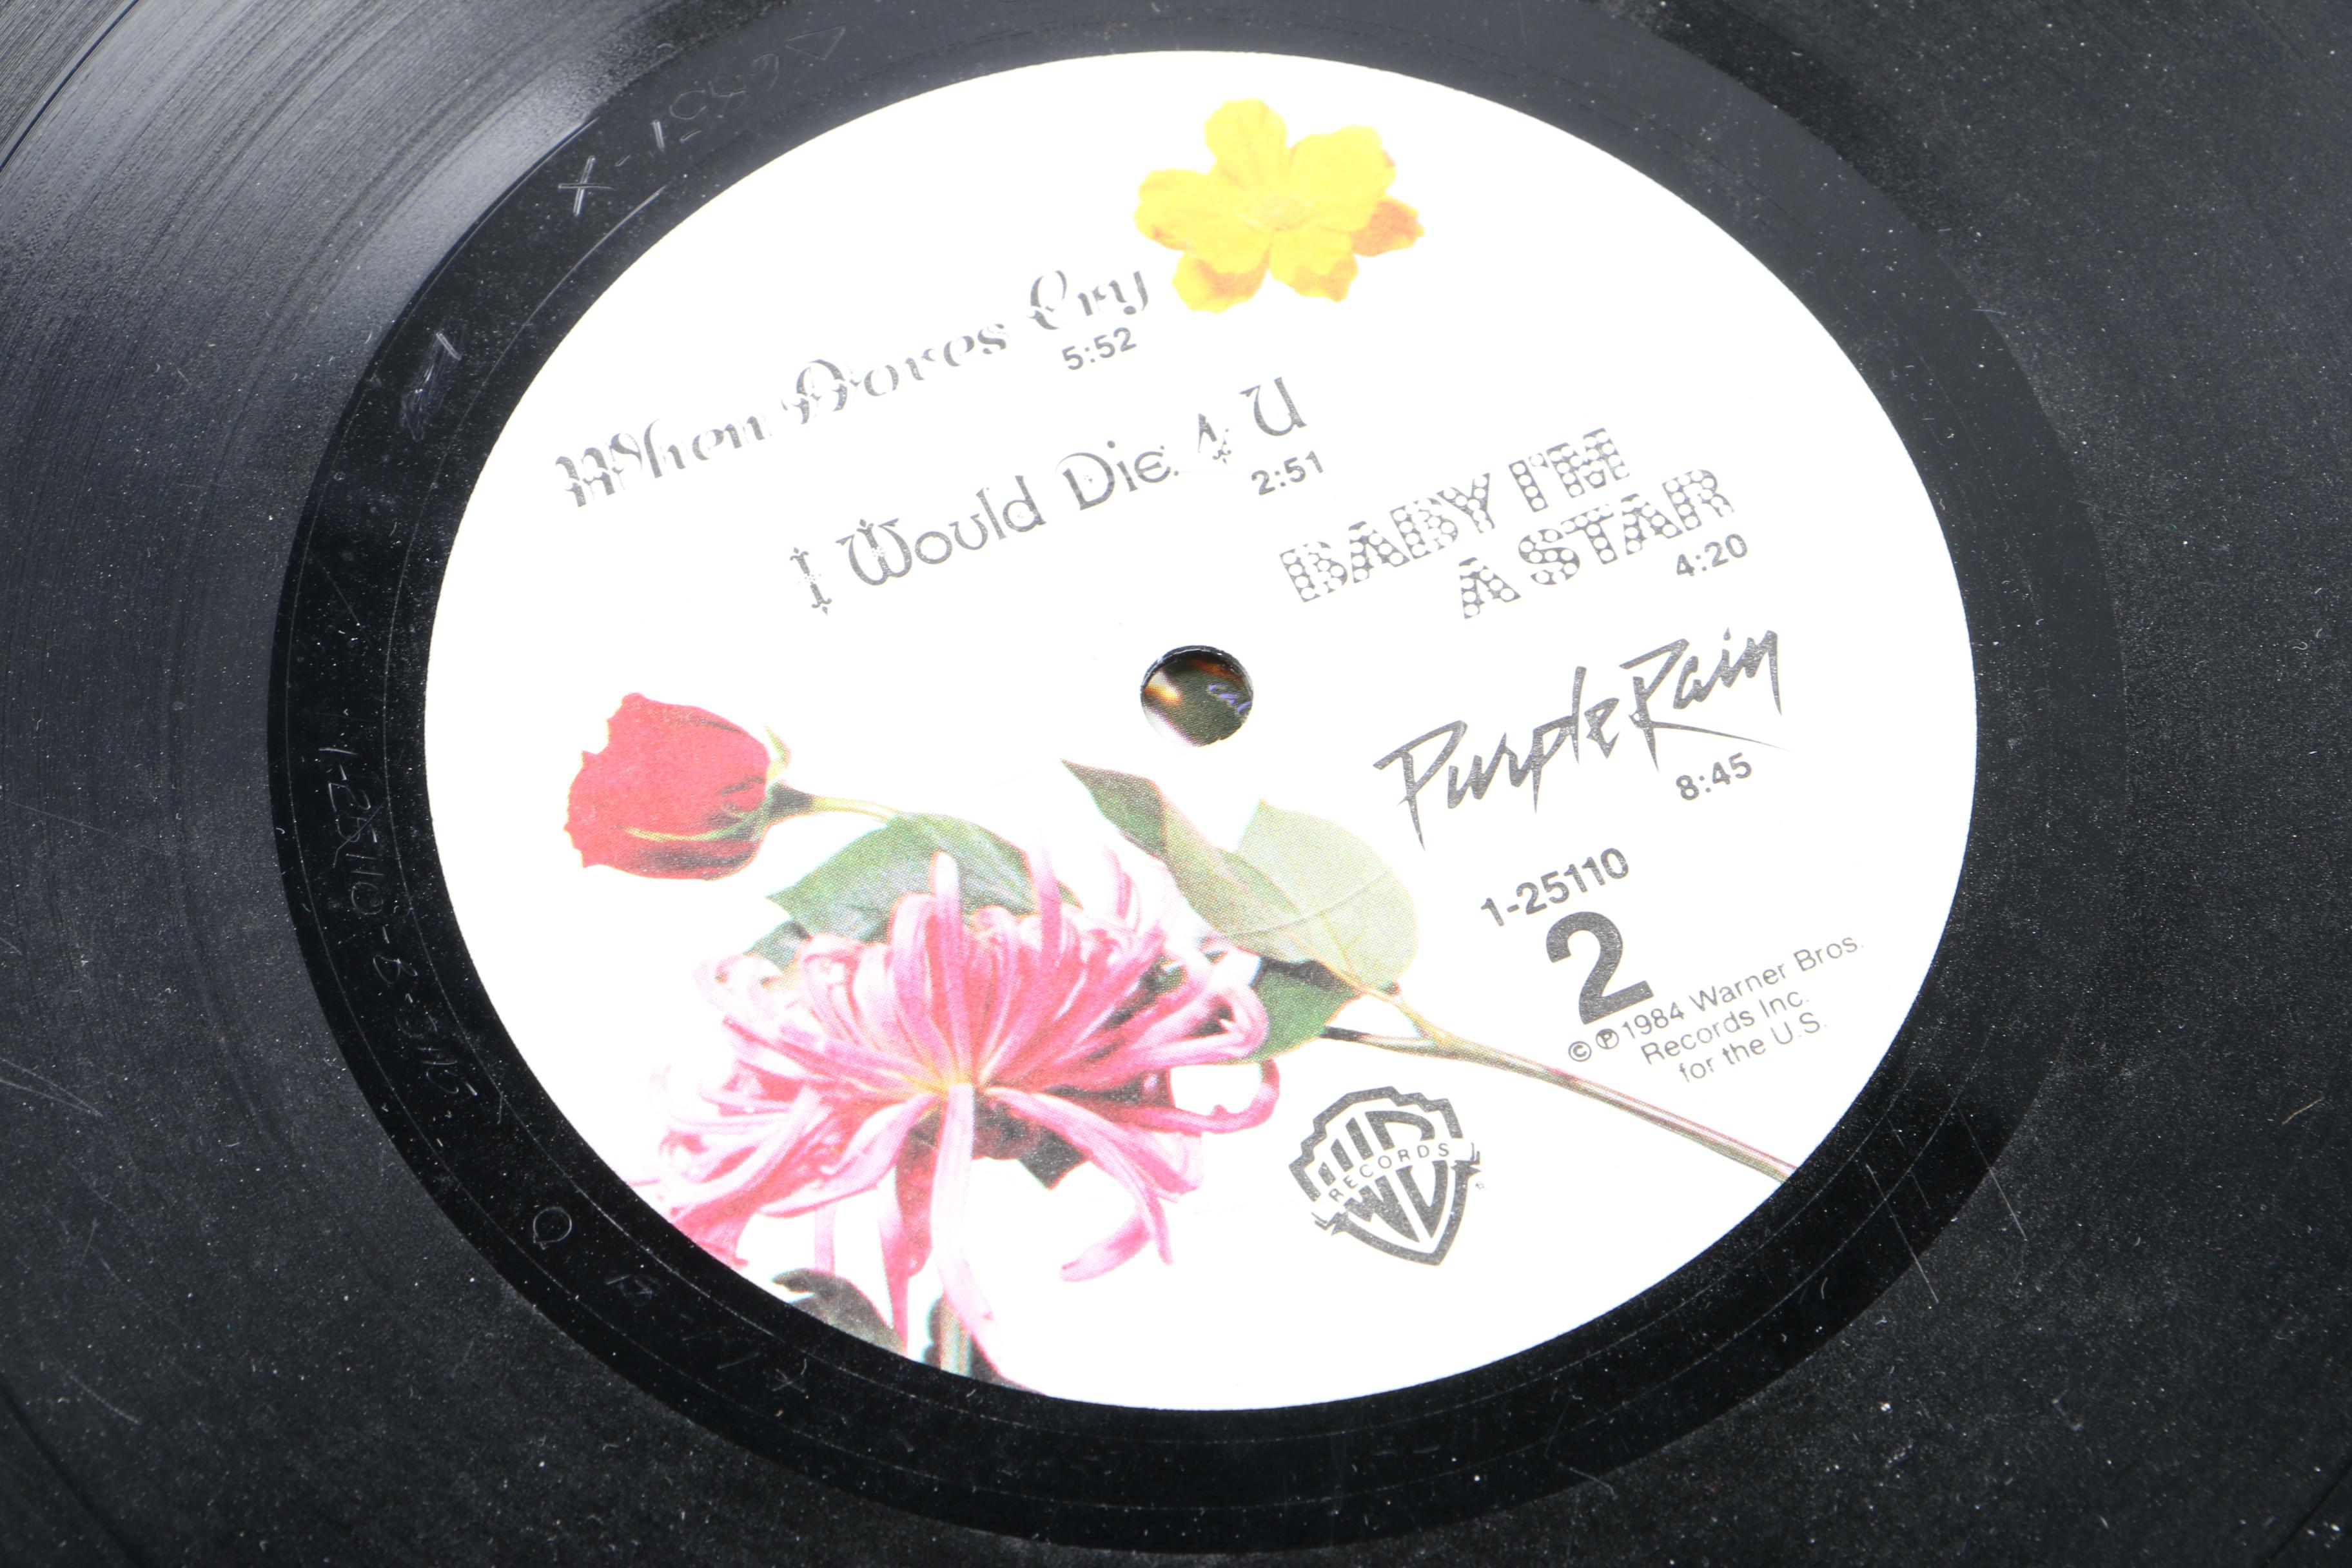 When Doves Cry
5:52
I Would Die 4 U
2:51
BABY I'M
A STAR
4:20
Purple Rain
8:45
1-25110
2
© ℗ 1984 Warner Bros.
Records Inc.
for the U.S.
RECORDS